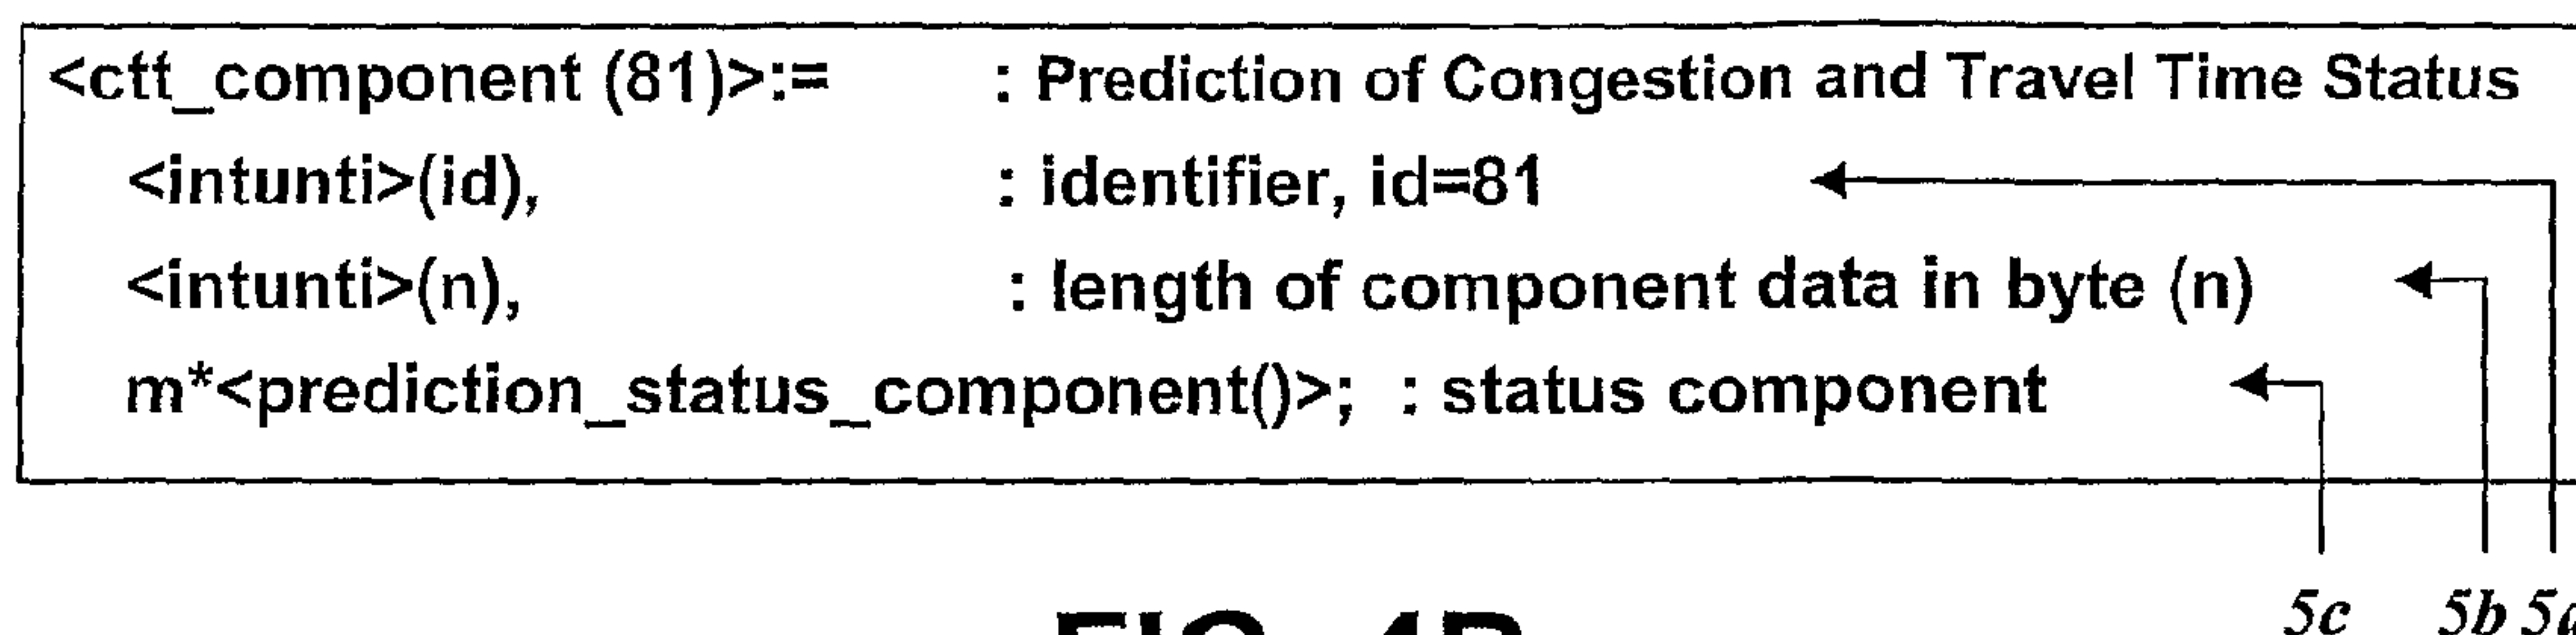 <ctt_component (81)>:= : Prediction of Congestion and Travel Time Status
<intunti>(id), : identifier, id=81
<intunti>(n), : length of component data in byte (n)
m*<prediction_status_component()>; : status component
5c 5b 5a